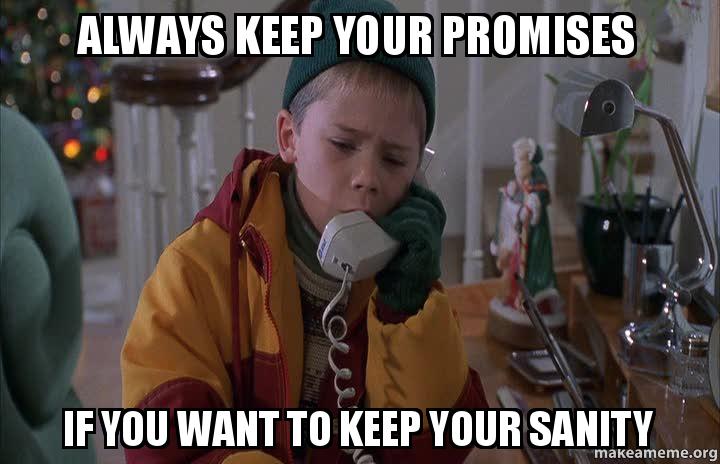 ALWAYS KEEP YOUR PROMISES
IF YOU WANT TO KEEP YOUR SANITY
makeameme.org